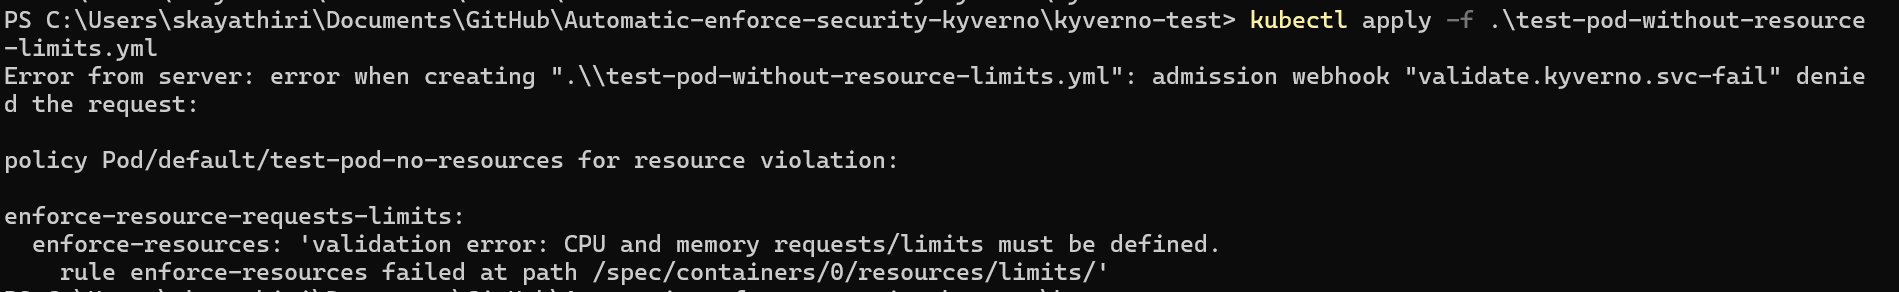 PS C:\Users\skayathiri\Documents\GitHub\Automatic-enforce-security-kyverno\kyverno-test> kubectl apply -f .\test-pod-without-resource
-limits.yml
Error from server: error when creating ".\\test-pod-without-resource-limits.yml": admission webhook "validate.kyverno.svc-fail" denie
d the request:
policy Pod/default/test-pod-no-resources for resource violation:
enforce-resource-requests-limits:
enforce-resources: 'validation error: CPU and memory requests/limits must be defined.
rule enforce-resources failed at path /spec/containers/0/resources/limits/'